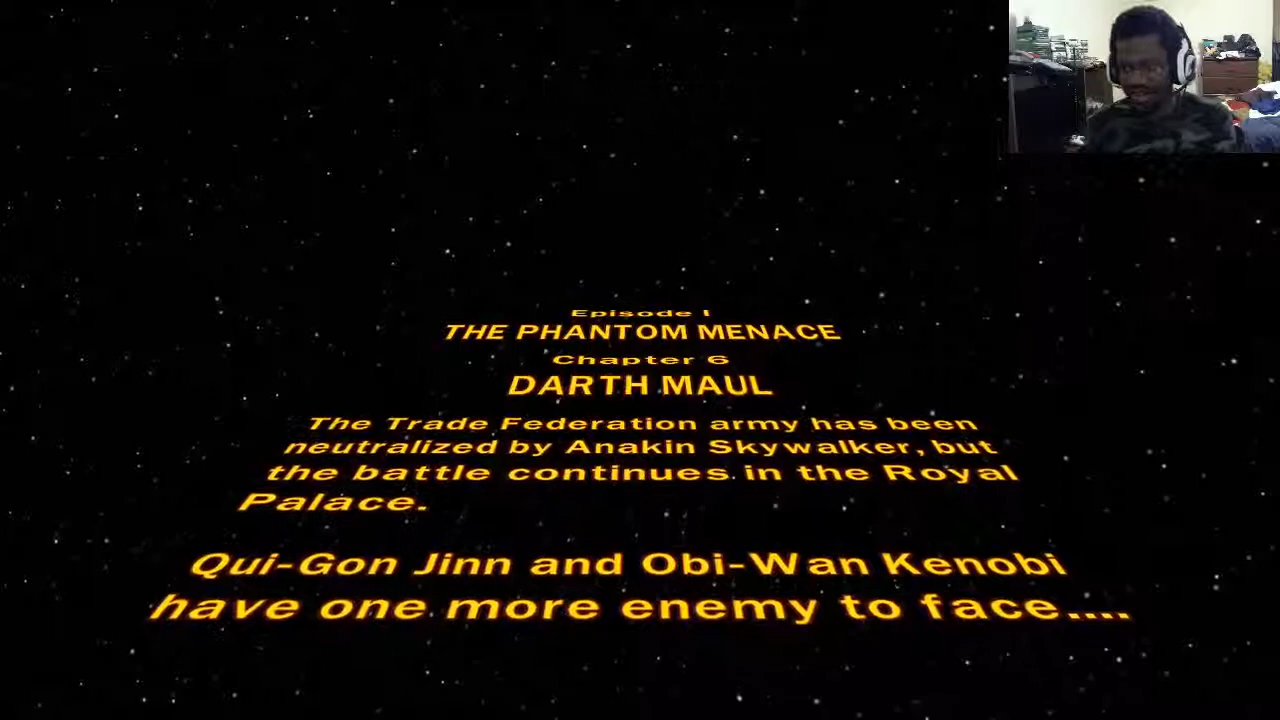 Episode I
THE PHANTOM MENACE
Chapter 6
DARTH MAUL
The Trade Federation army has been
neutralized by Anakin Skywalker, but
the battle continues in the Royal
Palace.
Qui-Gon Jinn and Obi-Wan Kenobi
have one more enemy to face....